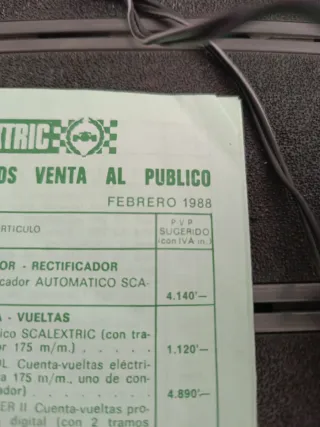 XTRIC
OS VENTA AL PUBLICO
FEBRERO 1988
ARTICULO
P.V.P.
SUGERIDO
(con IVA in.)
OR - RECTIFICADOR
cador AUTOMATICO SCA-
4.140'—
A - VUELTAS
ico SCALEXTRIC (con tra-
or 175 m/m.) . . . . .
1.120'—
OL Cuenta-vueltas eléctri-
a 175 m/m., uno de con-
ador) . . . . . . . .
4.890'—
ER II Cuenta-vueltas pro-
digital (con 2 tramos